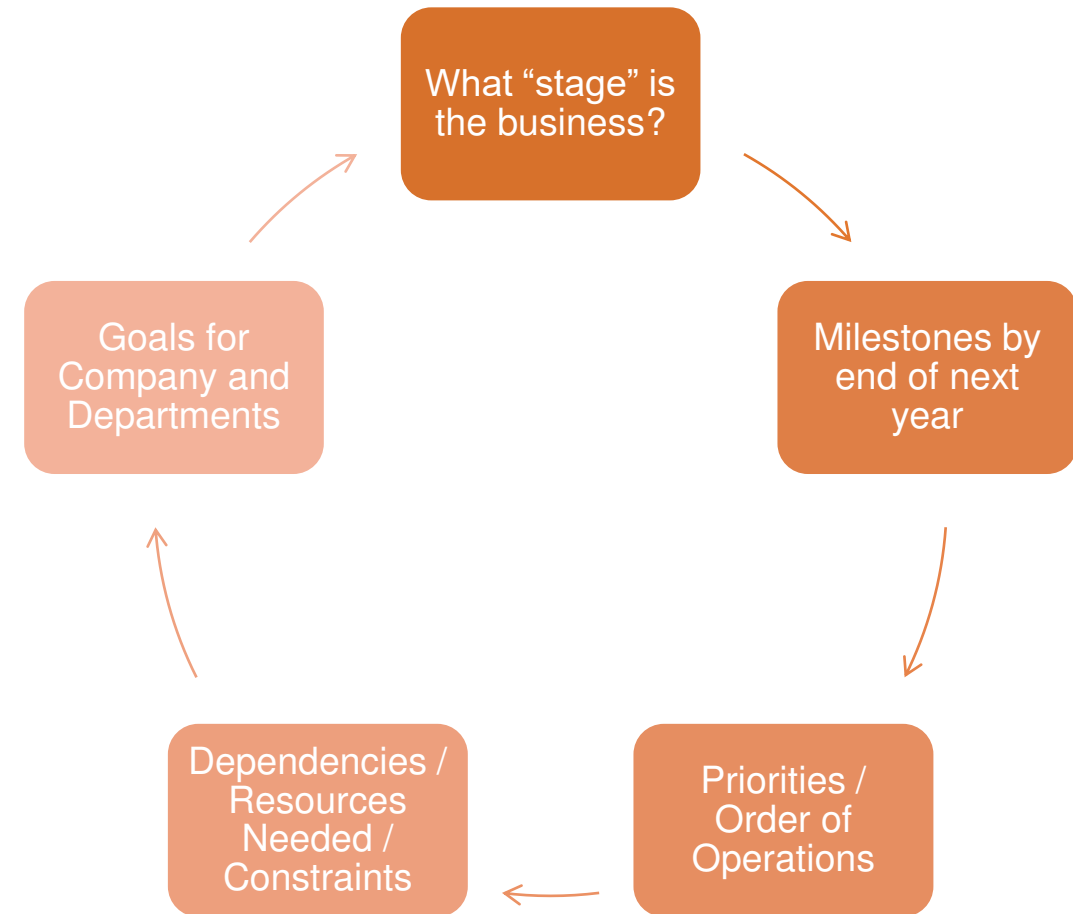 What “stage” is
the business?
Milestones by
end of next
year
Priorities /
Order of
Operations
Dependencies /
Resources
Needed /
Constraints
Goals for
Company and
Departments